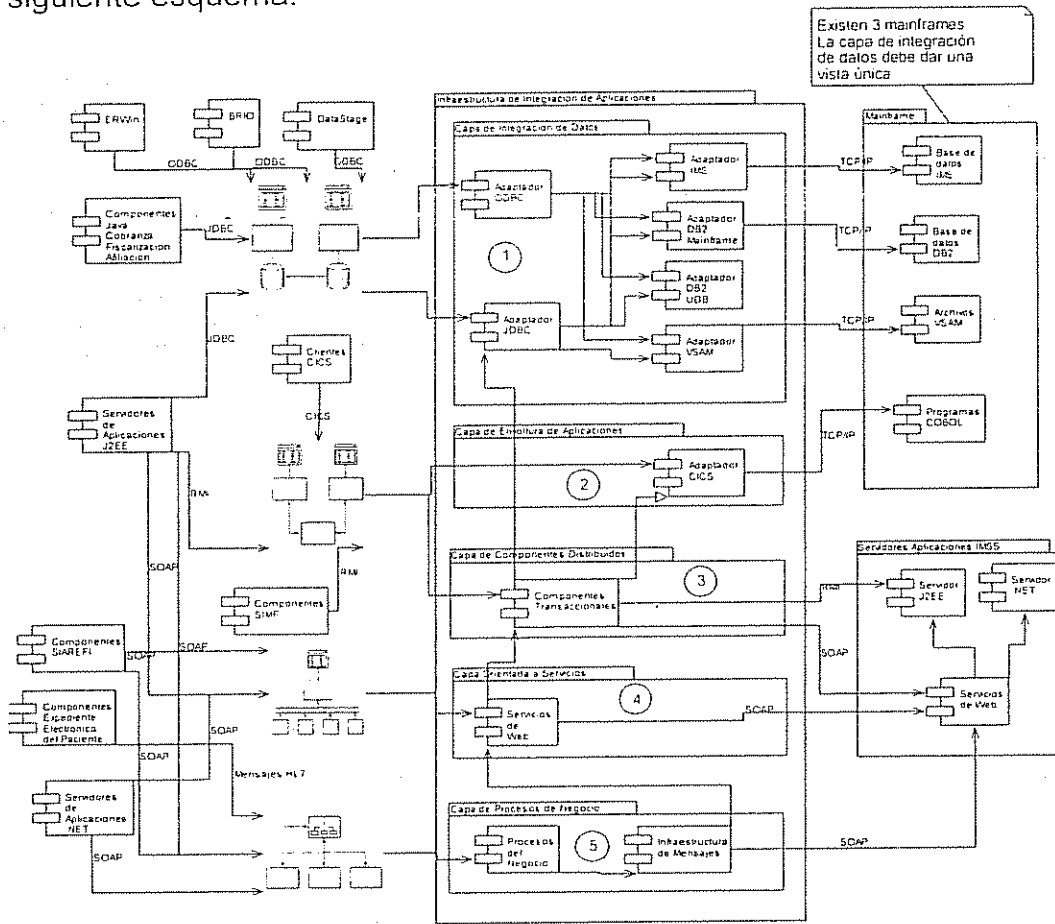 siguiente esquema:
Existen 3 mainframes
La capa de integración
de datos debe dar una
vista única
Infraestructura de Integración de Aplicaciones
Mainframe
ERWin
BRIO
DataStage
ODBC
ODBC
ODBC
Capa de Integración de Datos
Adaptador
ODBC
Adaptador
IMS
TCP/IP
Base de
datos
IMS
Componentes
Java
Cobranza
Fiscalización
Afiliación
JDBC
Adaptador
DB2
Mainframe
TCP/IP
Base de
datos
DB2
1
Adaptador
DB2
UDB
Adaptador
JDBC
Adaptador
VSAM
TCP/IP
Archivos
VSAM
JDBC
Clientes
CICS
CICS
Servidores
de
Aplicaciones
J2EE
Capa de Envoltura de Aplicaciones
2
Adaptador
CICS
TCP/IP
Programas
COBOL
RMI
RMI
SOAP
Capa de Componentes Distribuidos
3
Componentes
Transaccionales
Servidores Aplicaciones IMSS
RMI
Servidor
J2EE
Servidor
.NET
Componentes
SIMF
Componentes
SIAREFI
SOAP
SOAP
SOAP
Capa Orientada a Servicios
4
Servicios
de
Web
SOAP
Servicios
de Web
Componentes
Expediente
Electronico
del Paciente
SOAP
SOAP
Mensajes HL7
Servidores
de
Aplicaciones
.NET
SOAP
SOAP
Capa de Procesos de Negocio
Procesos
del
Negocio
5
Infraestructura
de Mensajes
SOAP